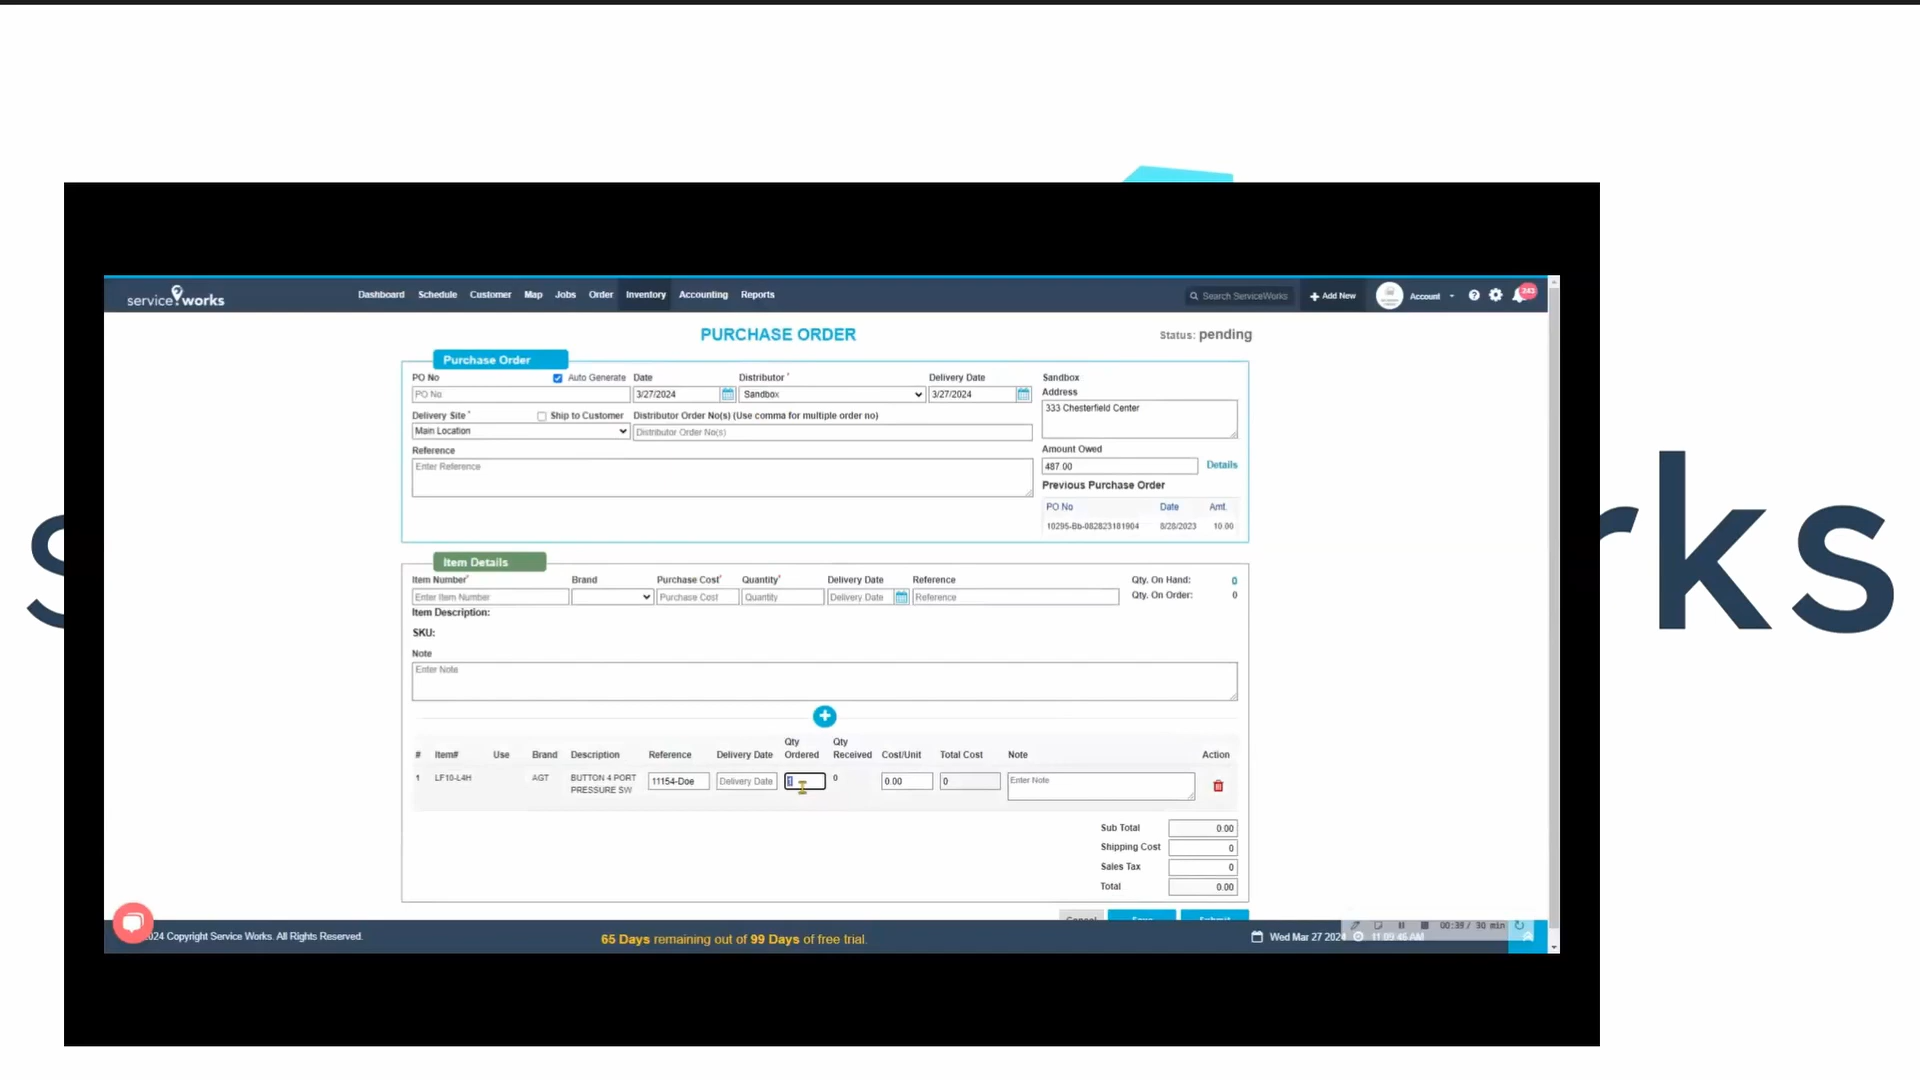 service works
Dashboard Schedule Customer Map Jobs Order Inventory Accounting Reports
Search ServiceWorks
Add New
Account
243
PURCHASE ORDER
Status: pending
Purchase Order
PO No
Auto Generate
Date
Distributor *
Delivery Date
Sandbox
PO No
3/27/2024
Sandbox
3/27/2024
Address
333 Chesterfield Center
Delivery Site *
Ship to Customer
Distributor Order No(s) (Use comma for multiple order no)
Main Location
Distributor Order No(s)
Reference
Enter Reference
Amount Owed
487.00
Details
Previous Purchase Order
PO No Date Amt.
10295-Bb-082823181904 8/28/2023 10.00
Item Details
Item Number* Brand Purchase Cost* Quantity* Delivery Date Reference
Qty. On Hand: 0
Enter Item Number
Purchase Cost
Quantity
Delivery Date
Reference
Qty. On Order: 0
Item Description:
SKU:
Note
Enter Note
# Item# Use Brand Description Reference Delivery Date Qty Ordered Qty Received Cost/Unit Total Cost Note Action
1 LF10-L4H AGT BUTTON 4 PORT PRESSURE SW 11154-Doe Delivery Date 0 0.00 0 Enter Note
Sub Total 0.00
Shipping Cost 0
Sales Tax 0
Total 0.00
Cancel Save Submit
2024 Copyright Service Works. All Rights Reserved.
65 Days remaining out of 99 Days of free trial.
Wed Mar 27 2024
00:39 / 30 min
s
rks